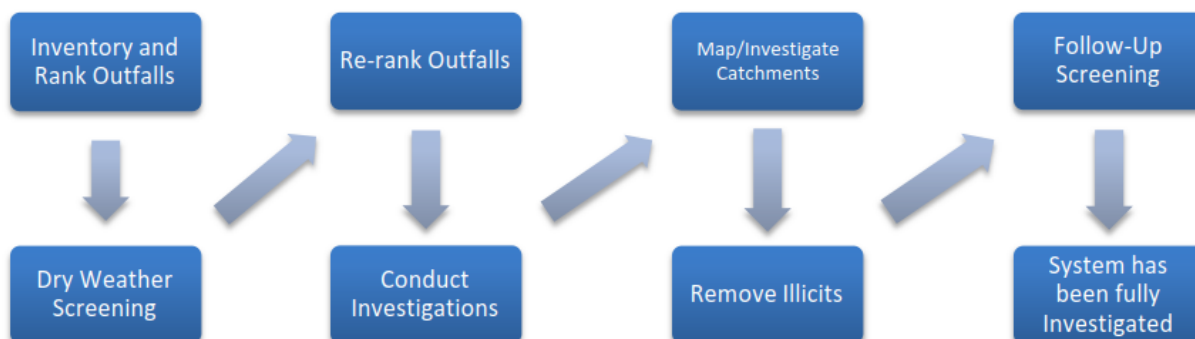 Inventory and
Rank Outfalls
Dry Weather
Screening
Re-rank Outfalls
Conduct
Investigations
Map/Investigate
Catchments
Remove Illicits
Follow-Up
Screening
System has
been fully
Investigated